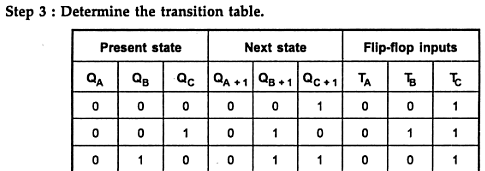 Step 3 : Determine the transition table.
Present state Next state Flip-flop inputs
QA QB QC QA + 1 QB + 1 QC + 1 TA TB TC
0 0 0 0 0 1 0 0 1
0 0 1 0 1 0 0 1 1
0 1 0 0 1 1 0 0 1